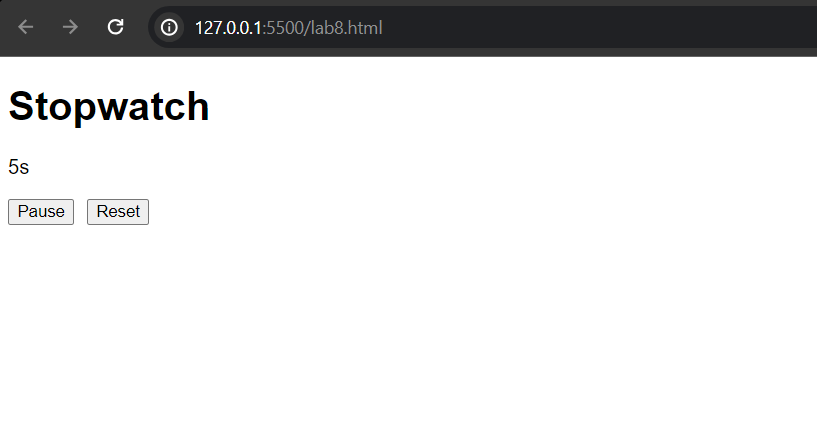 127.0.0.1:5500/lab8.html
Stopwatch
5s
Pause Reset